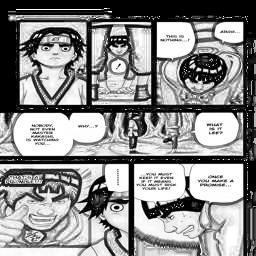 ARGH...
THIS IS
NOTHING...!
WHAT
IS IT
LEE?
WHY...?
NOBODY,
NOT EVEN
MASTER
KAKASHI,
IS WATCHING
YOU...
ONCE
YOU MAKE A
PROMISE...
...YOU MUST
KEEP IT EVEN
IF IT MEANS
YOU MUST RISK
YOUR LIFE!